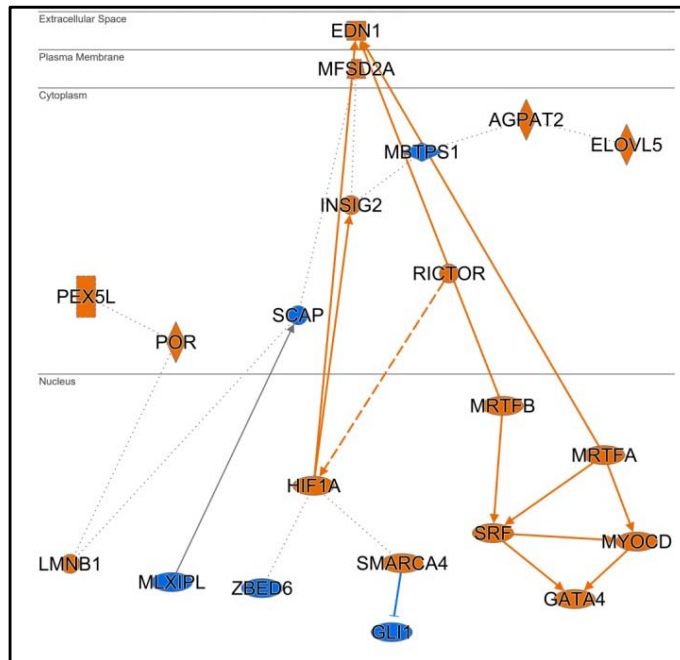 Extracellular Space
EDN1
Plasma Membrane
MFSD2A
Cytoplasm
AGPAT2
MBTPS1
ELOVL5
INSIG2
RICTOR
PEX5L
SCAP
POR
Nucleus
MRTFB
MRTFA
HIF1A
SRF
MYOCD
LMNB1
SMARCA4
MLXIPL
ZBED6
GATA4
GLI1